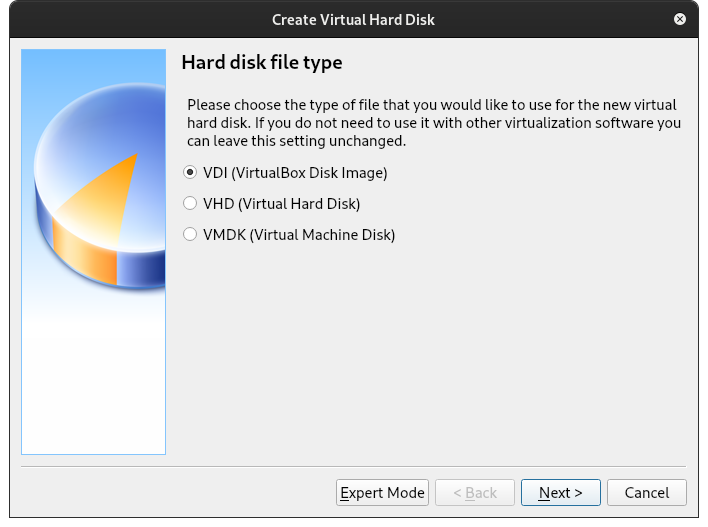 Create Virtual Hard Disk
Hard disk file type
Please choose the type of file that you would like to use for the new virtual
hard disk. If you do not need to use it with other virtualization software you
can leave this setting unchanged.
VDI (VirtualBox Disk Image)
VHD (Virtual Hard Disk)
VMDK (Virtual Machine Disk)
Expert Mode
< Back
Next >
Cancel